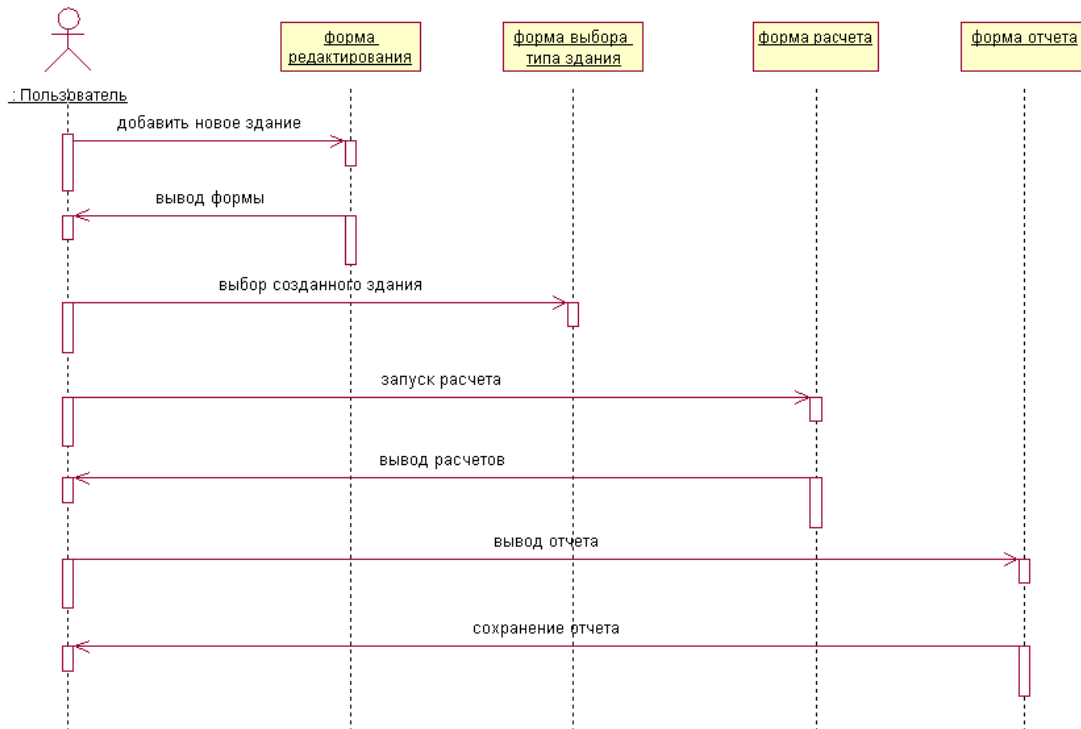 форма
редактирования
форма выбора
типа здания
форма расчета
форма отчета
: Пользователь
добавить новое здание
вывод формы
выбор созданного здания
запуск расчета
вывод расчетов
вывод отчета
сохранение отчета